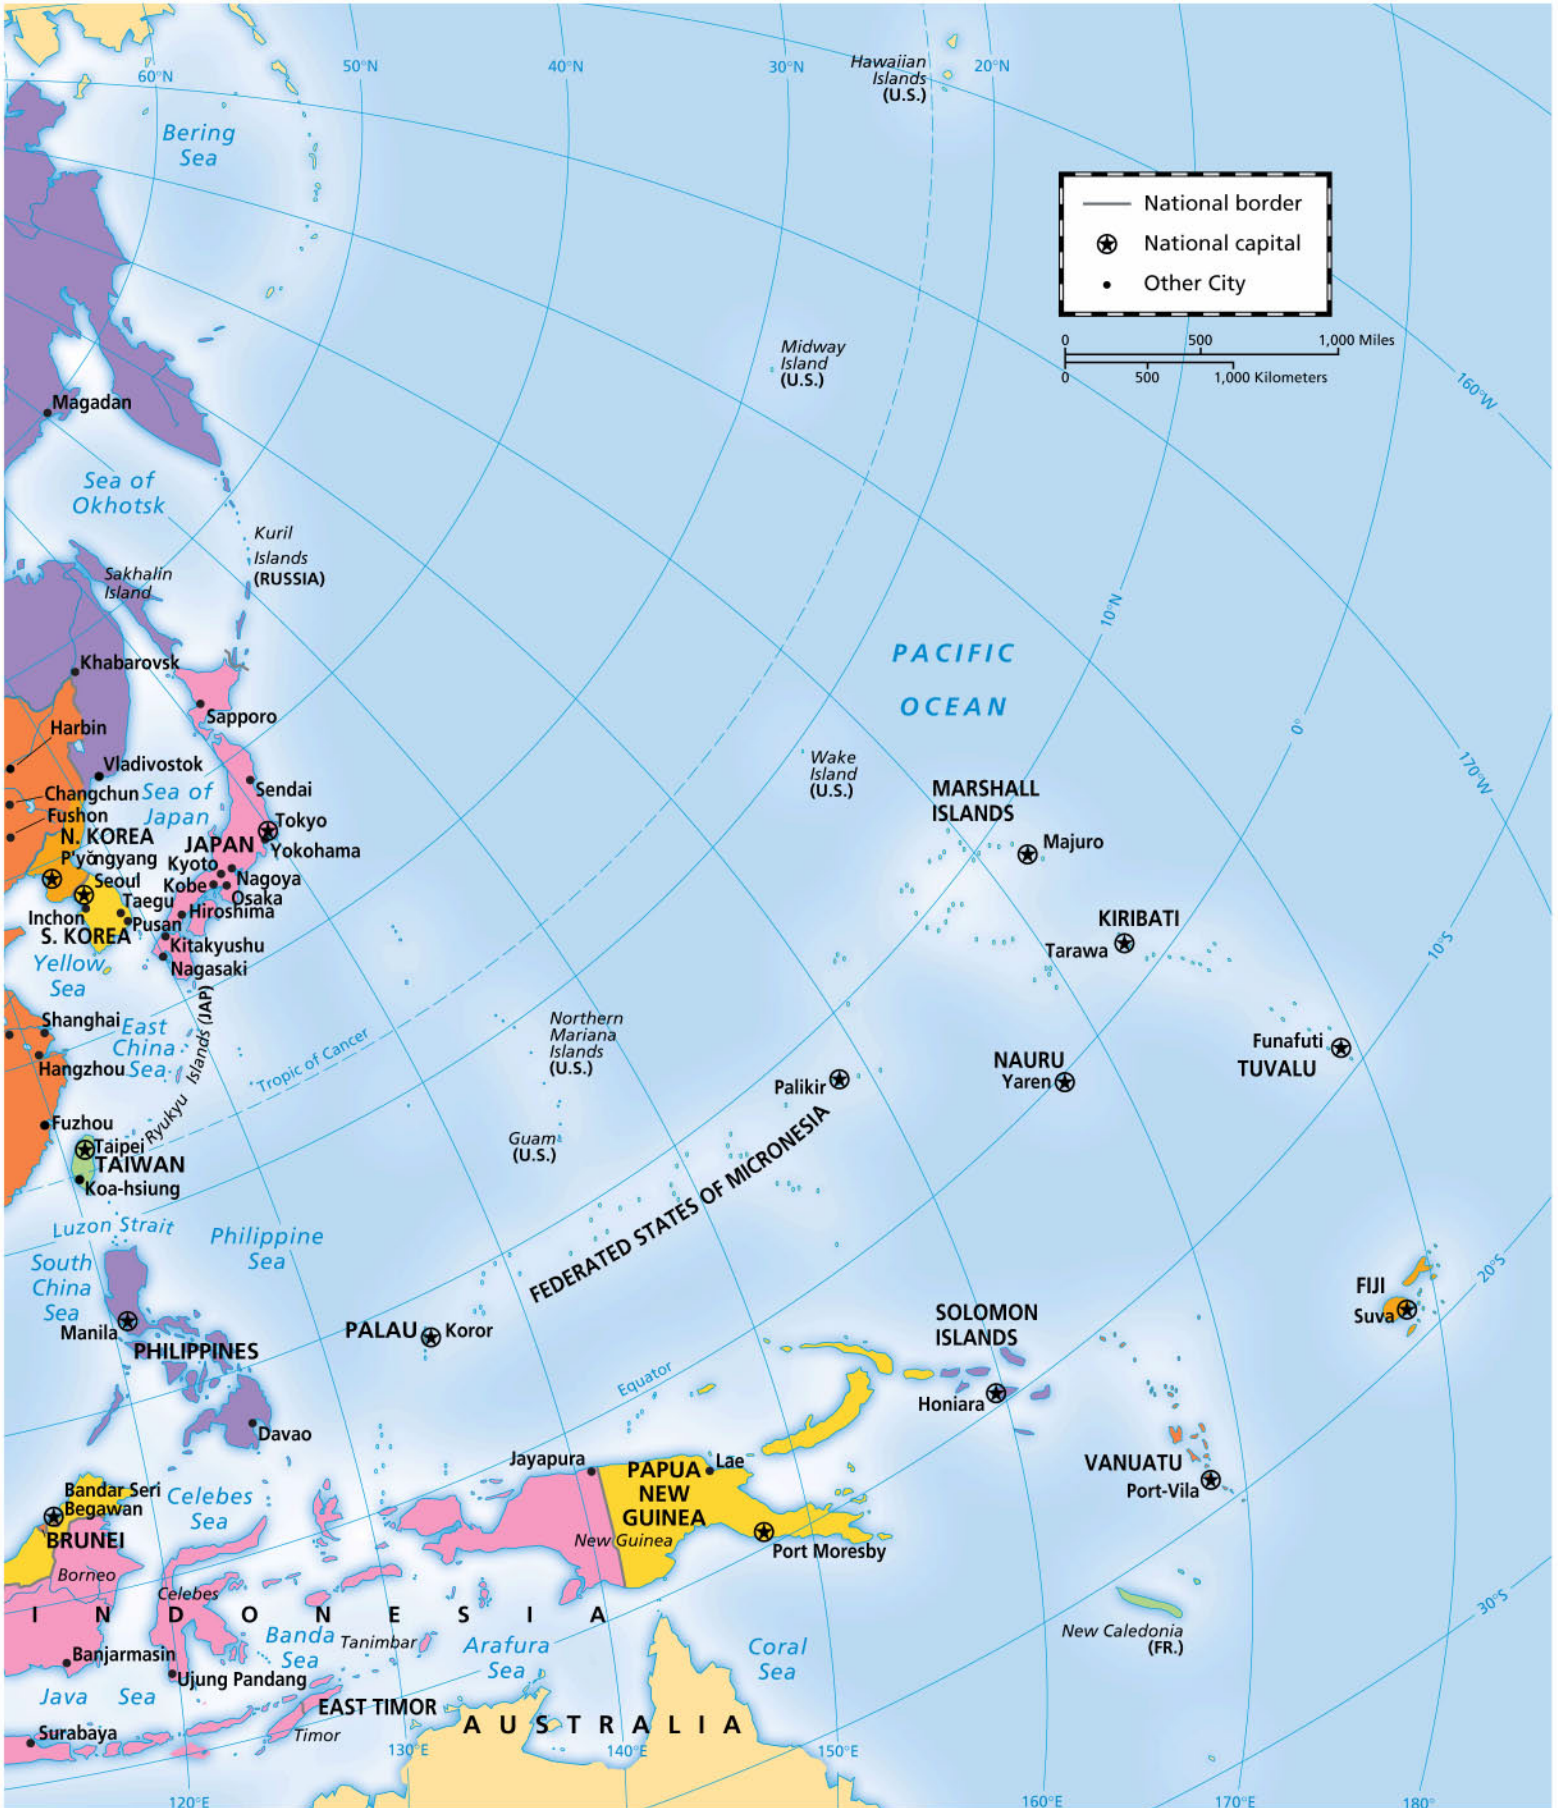 60°N
50°N
40°N
30°N
20°N
Hawaiian
Islands
(U.S.)
Bering
Sea
National border
National capital
Other City
0
500
1,000 Miles
0
500
1,000 Kilometers
Midway
Island
(U.S.)
160°W
Magadan
Sea of
Okhotsk
Kuril
Islands
(RUSSIA)
Sakhalin
Island
10°N
PACIFIC
OCEAN
Khabarovsk
Sapporo
Harbin
0°
Vladivostok
Wake
Island
(U.S.)
170°W
Changchun
Sea of
Japan
Sendai
MARSHALL
ISLANDS
Fushon
Tokyo
N. KOREA
JAPAN
Yokohama
Majuro
P'yŏngyang
Kyoto
Seoul
Kobe
Nagoya
Taegu
Osaka
Inchon
Pusan
Hiroshima
KIRIBATI
S. KOREA
Kitakyushu
Tarawa
10°S
Yellow
Sea
Nagasaki
Shanghai
East
China
Sea
Ryukyu Islands (JAP)
Northern
Mariana
Islands
(U.S.)
Tropic of Cancer
Hangzhou
NAURU
Yaren
Funafuti
TUVALU
Palikir
Fuzhou
Guam
(U.S.)
FEDERATED STATES OF MICRONESIA
Taipei
TAIWAN
Koa-hsiung
Luzon Strait
Philippine
Sea
South
China
Sea
20°S
FIJI
Suva
Manila
PALAU
Koror
SOLOMON
ISLANDS
PHILIPPINES
Equator
Honiara
Davao
Jayapura
Lae
PAPUA
NEW
GUINEA
VANUATU
Port-Vila
Bandar Seri
Begawan
Celebes
Sea
BRUNEI
New Guinea
Port Moresby
Borneo
Celebes
30°S
INDONESIA
New Caledonia
(FR.)
Banda
Sea
Tanimbar
Arafura
Sea
Coral
Sea
Banjarmasin
Ujung Pandang
Java Sea
EAST TIMOR
Timor
AUSTRALIA
Surabaya
130°E
140°E
150°E
120°E
160°E
170°E
180°